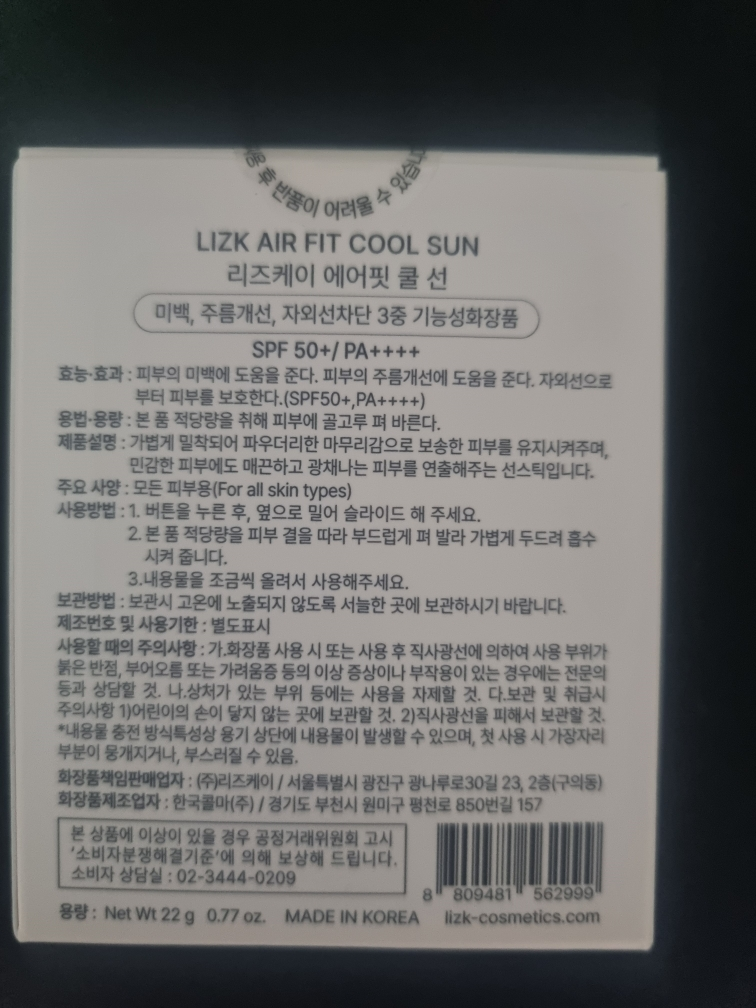 용 후 반품이 어려울 수 있습니
LIZK AIR FIT COOL SUN
리즈케이 에어핏 쿨 선
미백, 주름개선, 자외선차단 3중 기능성화장품
SPF 50+/ PA++++
효능·효과 : 피부의 미백에 도움을 준다. 피부의 주름개선에 도움을 준다. 자외선으로
부터 피부를 보호한다.(SPF50+,PA++++)
용법·용량 : 본 품 적당량을 취해 피부에 골고루 펴 바른다.
제품설명 : 가볍게 밀착되어 파우더리한 마무리감으로 보송한 피부를 유지시켜주며,
민감한 피부에도 매끈하고 광채나는 피부를 연출해주는 선스틱입니다.
주요 사양 : 모든 피부용(For all skin types)
사용방법 : 1. 버튼을 누른 후, 옆으로 밀어 슬라이드 해 주세요.
2. 본 품 적당량을 피부 결을 따라 부드럽게 펴 발라 가볍게 두드려 흡수
시켜 줍니다.
3.내용물을 조금씩 올려서 사용해주세요.
보관방법 : 보관시 고온에 노출되지 않도록 서늘한 곳에 보관하시기 바랍니다.
제조번호 및 사용기한 : 별도표시
사용할 때의 주의사항 : 가.화장품 사용 시 또는 사용 후 직사광선에 의하여 사용 부위가
붉은 반점, 부어오름 또는 가려움증 등의 이상 증상이나 부작용이 있는 경우에는 전문의
등과 상담할 것. 나.상처가 있는 부위 등에는 사용을 자제할 것. 다.보관 및 취급시
주의사항 1)어린이의 손이 닿지 않는 곳에 보관할 것. 2)직사광선을 피해서 보관할 것.
*내용물 충전 방식특성상 용기 상단에 내용물이 발생할 수 있으며, 첫 사용 시 가장자리
부분이 뭉개지거나, 부스러질 수 있음.
화장품책임판매업자 : (주)리즈케이 / 서울특별시 광진구 광나루로30길 23, 2층(구의동)
화장품제조업자 : 한국콜마(주) / 경기도 부천시 원미구 평천로 850번길 157
본 상품에 이상이 있을 경우 공정거래위원회 고시
'소비자분쟁해결기준'에 의해 보상해 드립니다.
소비자 상담실 : 02-3444-0209
8 809481 562999
용량 : Net Wt 22 g 0.77 oz. MADE IN KOREA lizk-cosmetics.com